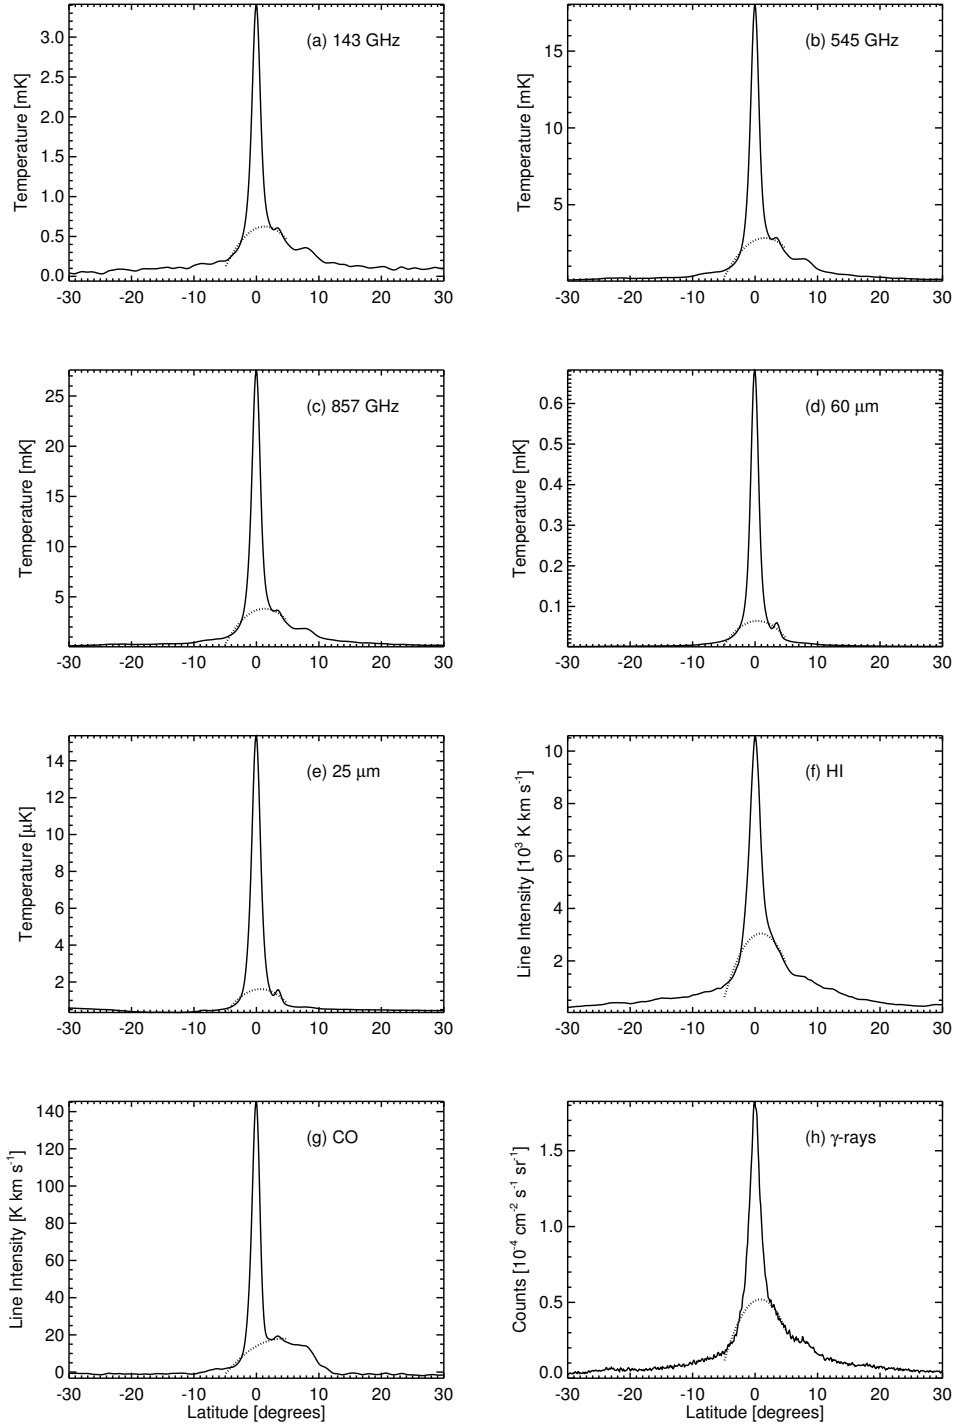 (a) 143 GHz
Temperature [mK]
3.0
2.5
2.0
1.5
1.0
0.5
0.0
-30 -20 -10 0 10 20 30
(b) 545 GHz
Temperature [mK]
15
10
5
-30 -20 -10 0 10 20 30
(c) 857 GHz
Temperature [mK]
25
20
15
10
5
-30 -20 -10 0 10 20 30
(d) 60 μm
Temperature [mK]
0.6
0.5
0.4
0.3
0.2
0.1
-30 -20 -10 0 10 20 30
(e) 25 μm
Temperature [μK]
14
12
10
8
6
4
2
-30 -20 -10 0 10 20 30
(f) HI
Line Intensity [10³ K km s⁻¹]
10
8
6
4
2
-30 -20 -10 0 10 20 30
(g) CO
Line Intensity [K km s⁻¹]
140
120
100
80
60
40
20
0
-30 -20 -10 0 10 20 30
Latitude [degrees]
(h) γ-rays
Counts [10⁻⁴ cm⁻² s⁻¹ sr⁻¹]
1.5
1.0
0.5
0.0
-30 -20 -10 0 10 20 30
Latitude [degrees]